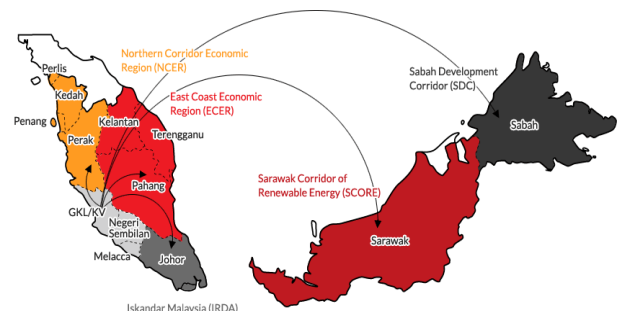 Northern Corridor Economic
Region (NCER)
Perlis
Kedah
Penang
Perak
East Coast Economic
Region (ECER)
Kelantan
Terengganu
Pahang
GKL/KV
Negeri
Sembilan
Melacca
Johor
Iskandar Malaysia (IRDA)
Sarawak Corridor of
Renewable Energy (SCORE)
Sarawak
Sabah Development
Corridor (SDC)
Sabah